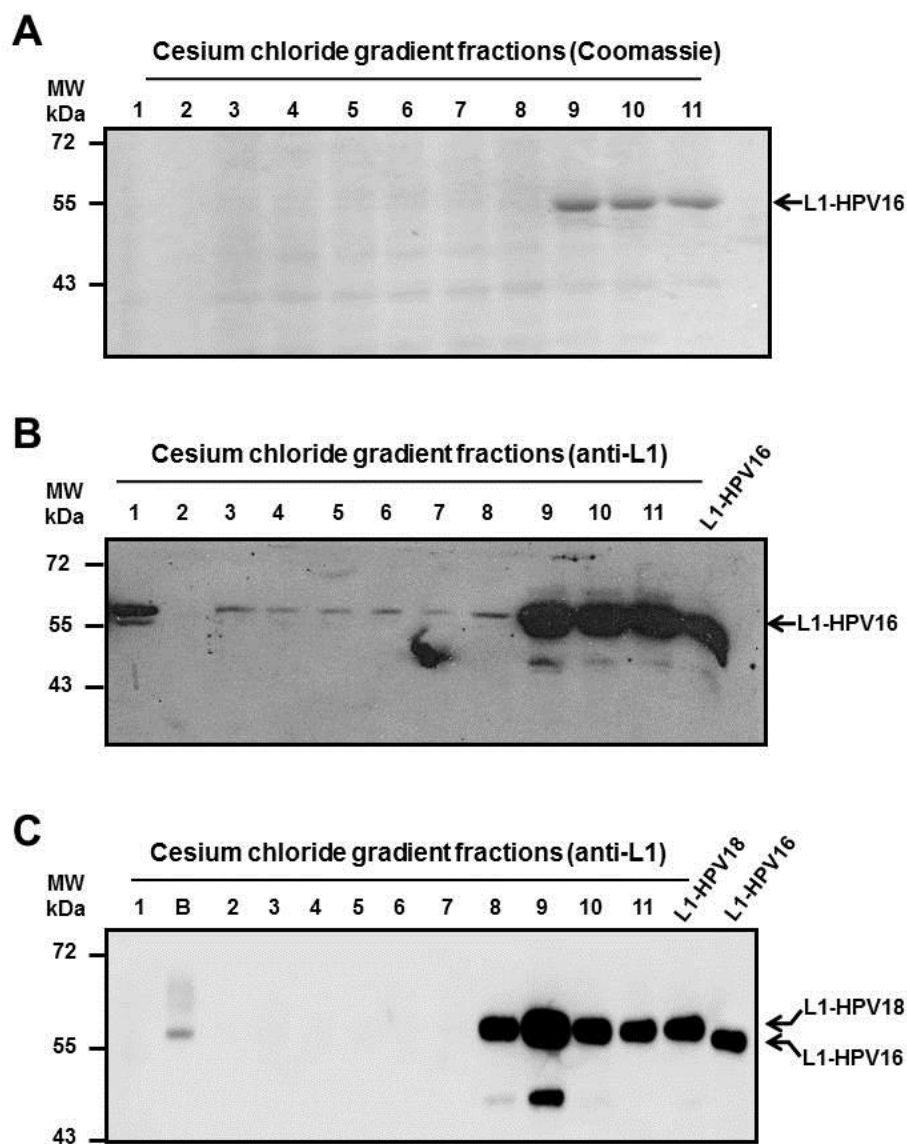 A
Cesium chloride gradient fractions (Coomassie)
MW
kDa
1 2 3 4 5 6 7 8 9 10 11
72
55
43
L1-HPV16
B
Cesium chloride gradient fractions (anti-L1)
L1-HPV16
MW
kDa
1 2 3 4 5 6 7 8 9 10 11
72
55
43
L1-HPV16
C
Cesium chloride gradient fractions (anti-L1)
L1-HPV18
L1-HPV16
MW
kDa
1 B 2 3 4 5 6 7 8 9 10 11
72
55
43
L1-HPV18
L1-HPV16